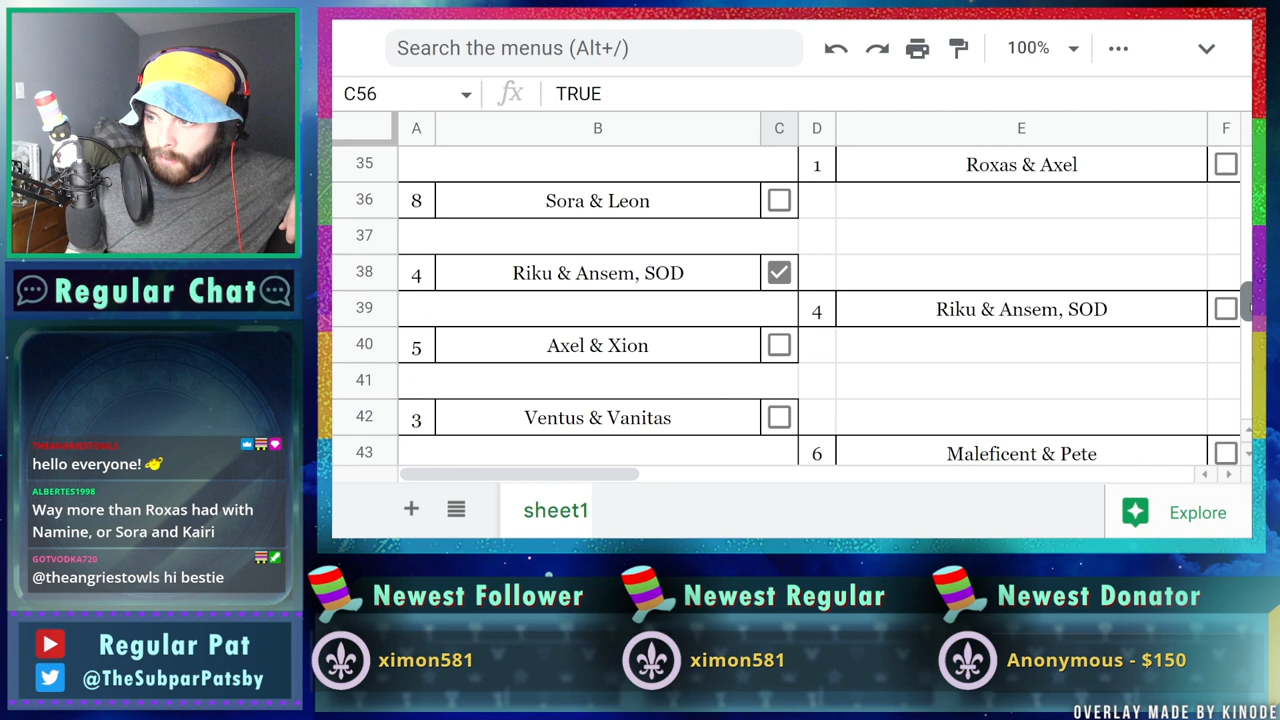 Search the menus (Alt+/)
100%
C56
fx
TRUE
A B C D E F
35 1 Roxas & Axel
36 8 Sora & Leon
37
38 4 Riku & Ansem, SOD
39 4 Riku & Ansem, SOD
40 5 Axel & Xion
41
42 3 Ventus & Vanitas
43 6 Maleficent & Pete
sheet1
Explore
Regular Chat
THEANGRIESTOWLS
hello everyone!
ALBERTES1998
Way more than Roxas had with
Namine, or Sora and Kairi
GOTVODKA720
@theangriestowls hi bestie
Regular Pat
@TheSubparPatsby
Newest Follower
ximon581
Newest Regular
ximon581
Newest Donator
Anonymous - $150
OVERLAY MADE BY KINODE